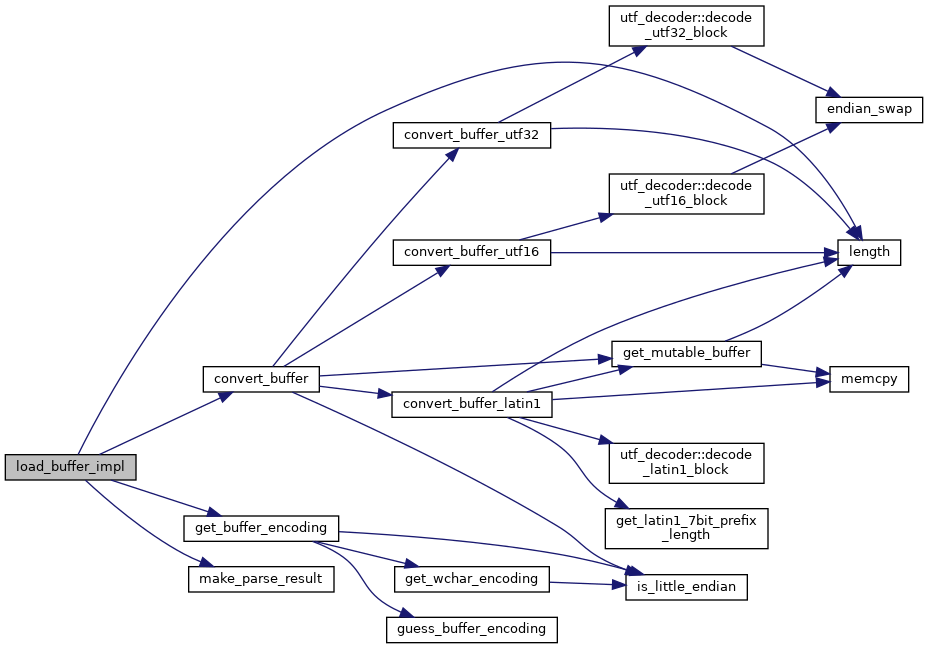 utf_decoder::decode
_utf32_block
endian_swap
convert_buffer_utf32
utf_decoder::decode
_utf16_block
convert_buffer_utf16
length
get_mutable_buffer
convert_buffer
memcpy
convert_buffer_latin1
utf_decoder::decode
_latin1_block
load_buffer_impl
get_latin1_7bit_prefix
_length
get_buffer_encoding
make_parse_result
get_wchar_encoding
is_little_endian
guess_buffer_encoding